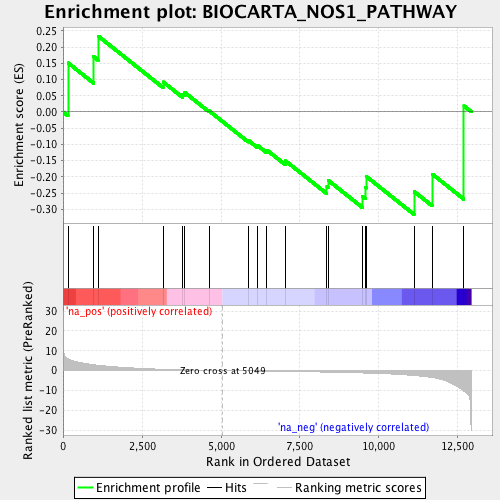 Enrichment plot: BIOCARTA_NOS1_PATHWAY
Enrichment score (ES)
0.25
0.20
0.15
0.10
0.05
0.00
-0.05
-0.10
-0.15
-0.20
-0.25
-0.30
'na_pos' (positively correlated)
Ranked list metric (PreRanked)
30
20
10
0
-10
-20
-30
Zero cross at 5049
'na_neg' (negatively correlated)
0
2,500
5,000
7,500
10,000
12,500
Rank in Ordered Dataset
Enrichment profile
Hits
Ranking metric scores